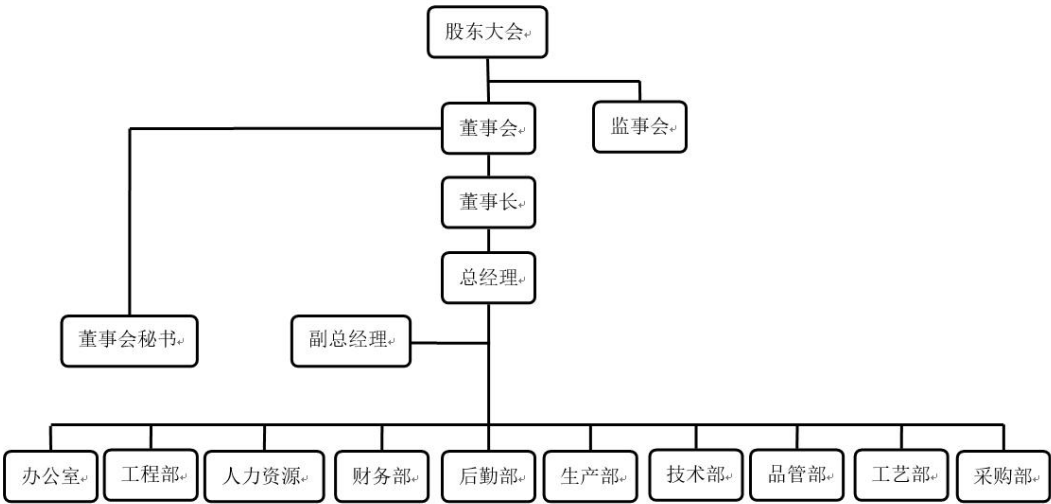 股东大会
董事会
监事会
董事长
总经理
董事会秘书
副总经理
办公室
工程部
人力资源
财务部
后勤部
生产部
技术部
品管部
工艺部
采购部